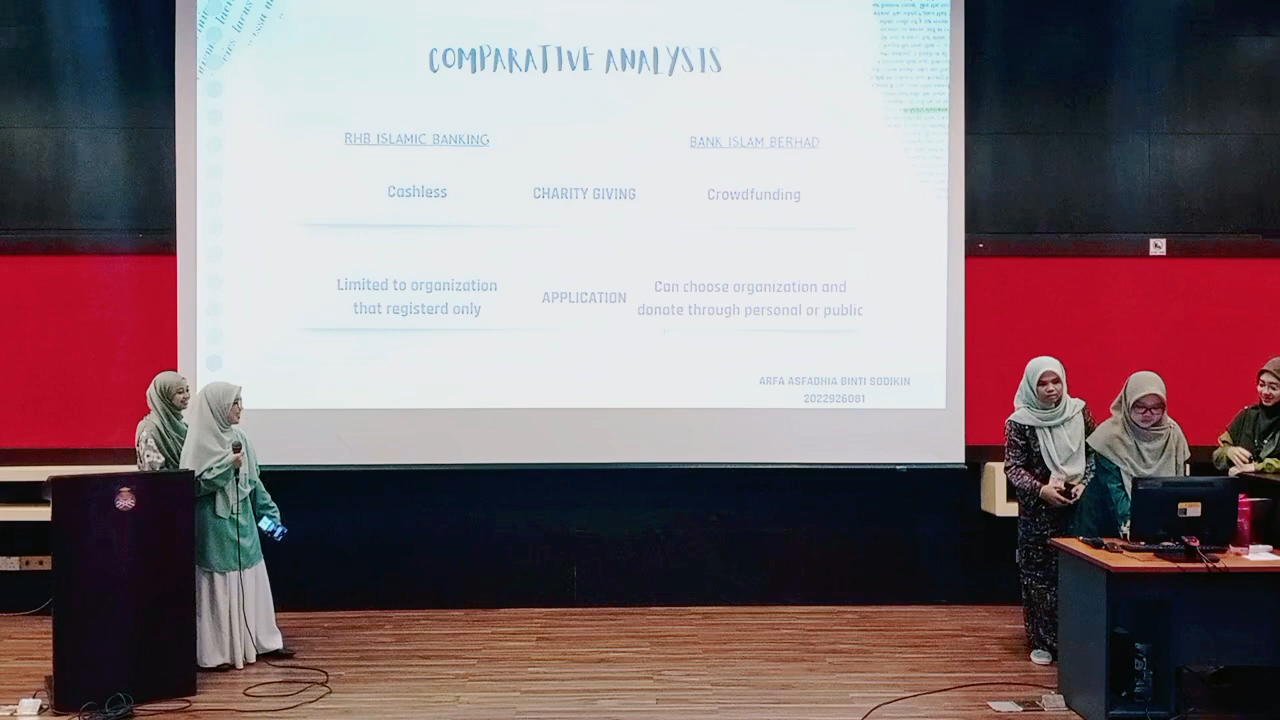 COMPARATIVE ANALYSIS
RHB ISLAMIC BANKING
BANK ISLAM BERHAD
Cashless
CHARITY GIVING
Crowdfunding
Limited to organization
that registerd only
APPLICATION
Can choose organization and
donate through personal or public
ARFA ASFADHIA BINTI SODIKIN
2022926081